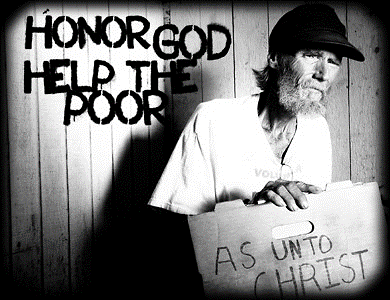 HONOR GOD
HELP THE
POOR
AS UNTO
CHRIST